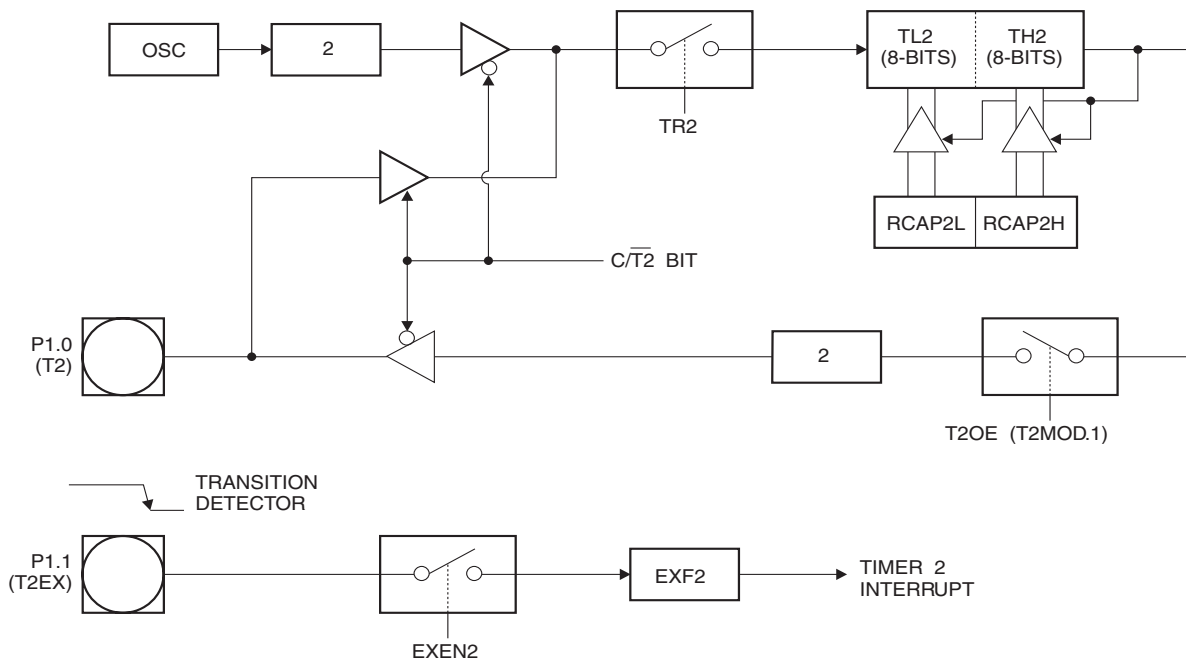 OSC
2
TR2
TL2
(8-BITS)
TH2
(8-BITS)
RCAP2L
RCAP2H
C/T2̅ BIT
P1.0
(T2)
2
T2OE (T2MOD.1)
TRANSITION
DETECTOR
P1.1
(T2EX)
EXEN2
EXF2
TIMER 2
INTERRUPT